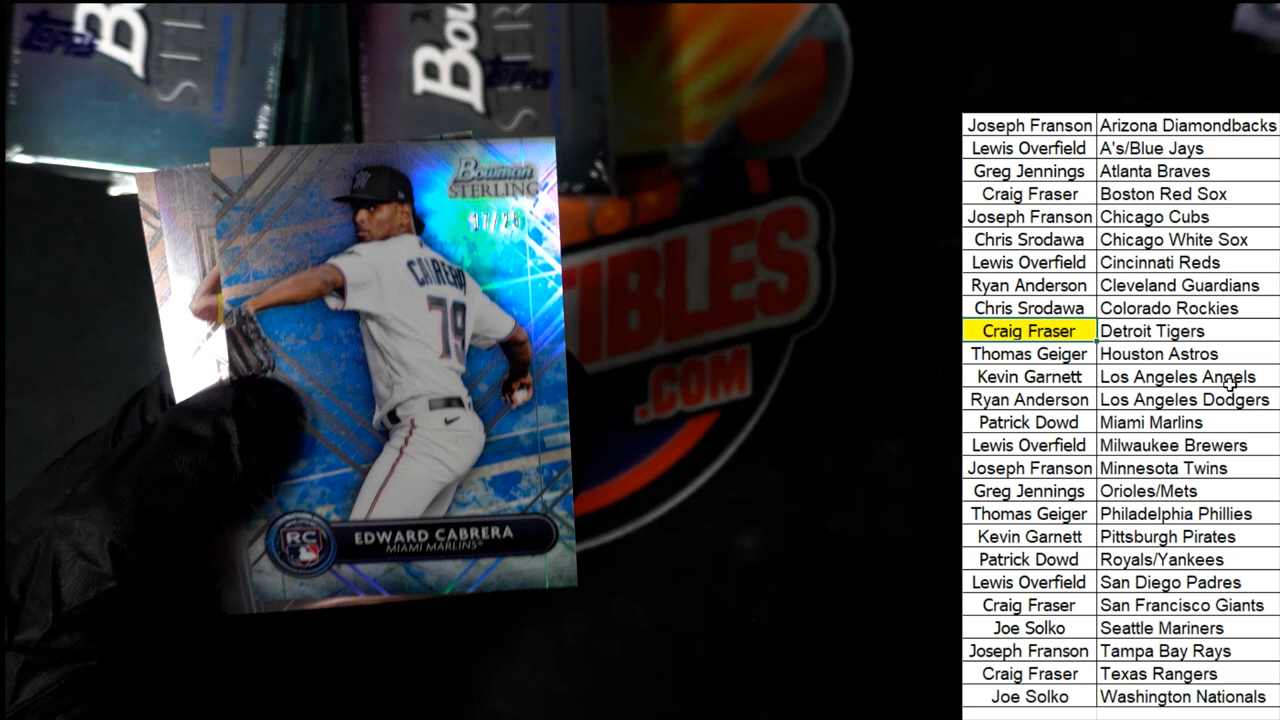 Topps
Bowman
STERLING
17/25
CABRERA
79
RC
EDWARD CABRERA
MIAMI MARLINS®
TIBLES
.COM
Joseph Franson Arizona Diamondbacks
Lewis Overfield A's/Blue Jays
Greg Jennings Atlanta Braves
Craig Fraser Boston Red Sox
Joseph Franson Chicago Cubs
Chris Srodawa Chicago White Sox
Lewis Overfield Cincinnati Reds
Ryan Anderson Cleveland Guardians
Chris Srodawa Colorado Rockies
Craig Fraser Detroit Tigers
Thomas Geiger Houston Astros
Kevin Garnett Los Angeles Angels
Ryan Anderson Los Angeles Dodgers
Patrick Dowd Miami Marlins
Lewis Overfield Milwaukee Brewers
Joseph Franson Minnesota Twins
Greg Jennings Orioles/Mets
Thomas Geiger Philadelphia Phillies
Kevin Garnett Pittsburgh Pirates
Patrick Dowd Royals/Yankees
Lewis Overfield San Diego Padres
Craig Fraser San Francisco Giants
Joe Solko Seattle Mariners
Joseph Franson Tampa Bay Rays
Craig Fraser Texas Rangers
Joe Solko Washington Nationals